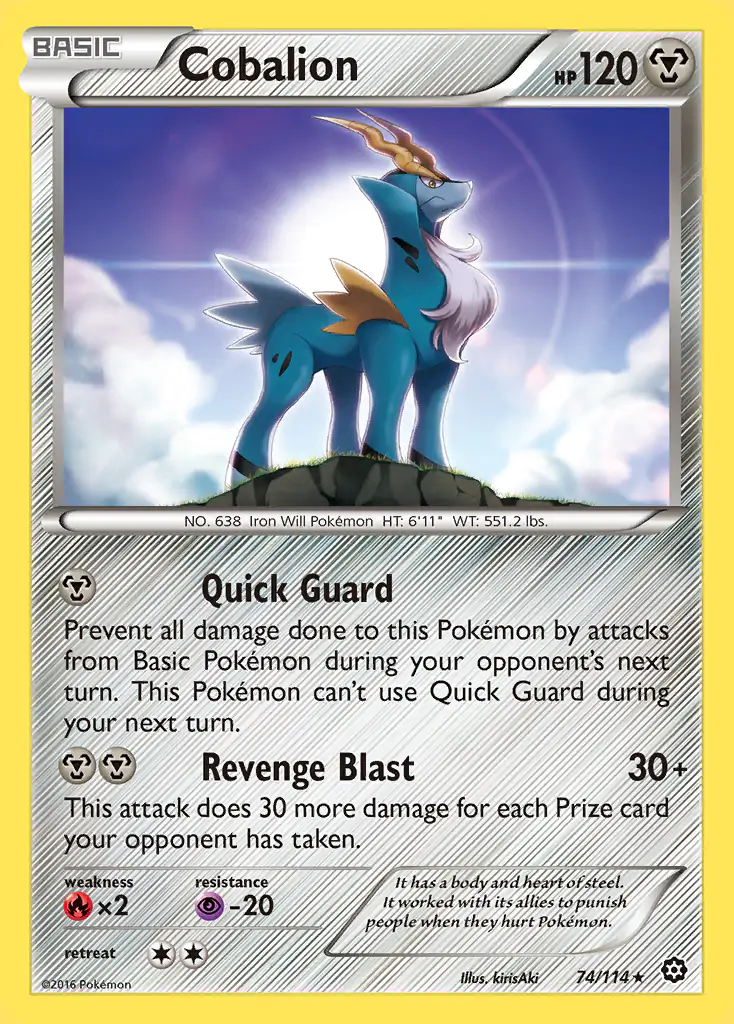 BASIC
Cobalion
HP120
NO. 638 Iron Will Pokémon HT: 6'11" WT: 551.2 lbs.
Quick Guard
Prevent all damage done to this Pokémon by attacks
from Basic Pokémon during your opponent's next
turn. This Pokémon can't use Quick Guard during
your next turn.
Revenge Blast 30+
This attack does 30 more damage for each Prize card
your opponent has taken.
weakness
×2
resistance
-20
retreat
It has a body and heart of steel.
It worked with its allies to punish
people when they hurt Pokémon.
©2016 Pokémon
Illus. kirisAki
74/114★